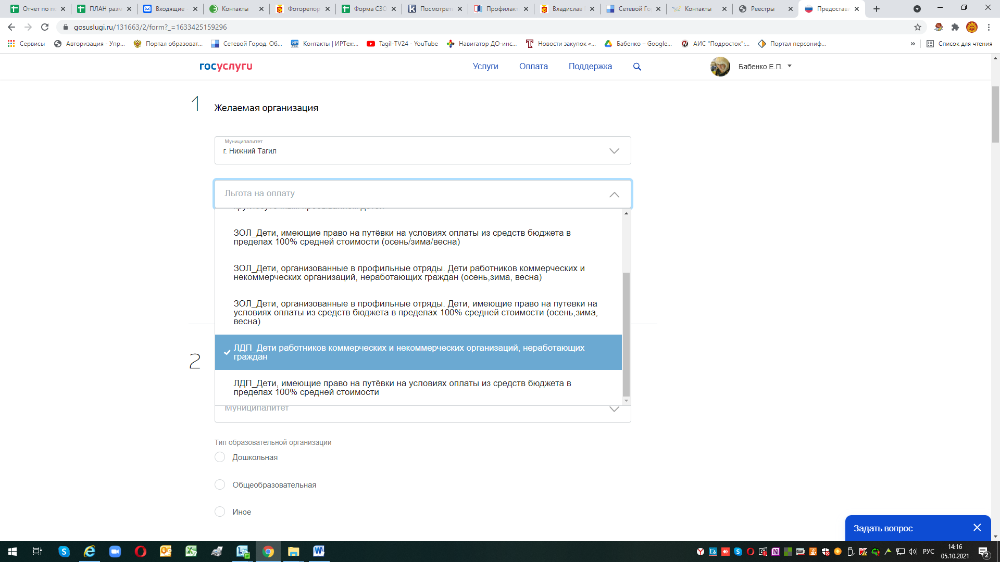 Отчет по по
ПЛАН разм
Входящие -
Контакты
Фоторепор
Форма СЗО
Посмотреть
Профилакт
Владислав
Сетевой Го
Контакты
Реестры
Предоставл
gosuslugi.ru/131663/2/form?_=1633425159296
Сервисы
Авторизация - Упр...
Портал образоват...
Сетевой Город. Об...
Контакты | ИРТех:...
Tagil-TV24 - YouTube
Навигатор ДО-инс...
Новости закупок «...
Бабенко – Google...
АИС "Подросток":...
Портал персониф...
»
Список для чтения
госуслуги
Услуги
Оплата
Поддержка
Бабенко Е.П.
1
Желаемая организация
Муниципалитет
г. Нижний Тагил
Льгота на оплату
ЗОЛ_Дети, имеющие право на путёвки на условиях оплаты из средств бюджета в
пределах 100% средней стоимости (осень/зима/весна)
ЗОЛ_Дети, организованные в профильные отряды. Дети работников коммерческих и
некоммерческих организаций, неработающих граждан (осень,зима, весна)
ЗОЛ_Дети, организованные в профильные отряды. Дети, имеющие право на путевки на
условиях оплаты из средств бюджета в пределах 100% средней стоимости (осень,зима,
весна)
2
ЛДП_Дети работников коммерческих и некоммерческих организаций, неработающих
граждан
ЛДП_Дети, имеющие право на путёвки на условиях оплаты из средств бюджета в
пределах 100% средней стоимости
Муниципалитет
Тип образовательной организации
Дошкольная
Общеобразовательная
Иное
Задать вопрос
РУС
14:16
05.10.2021
2